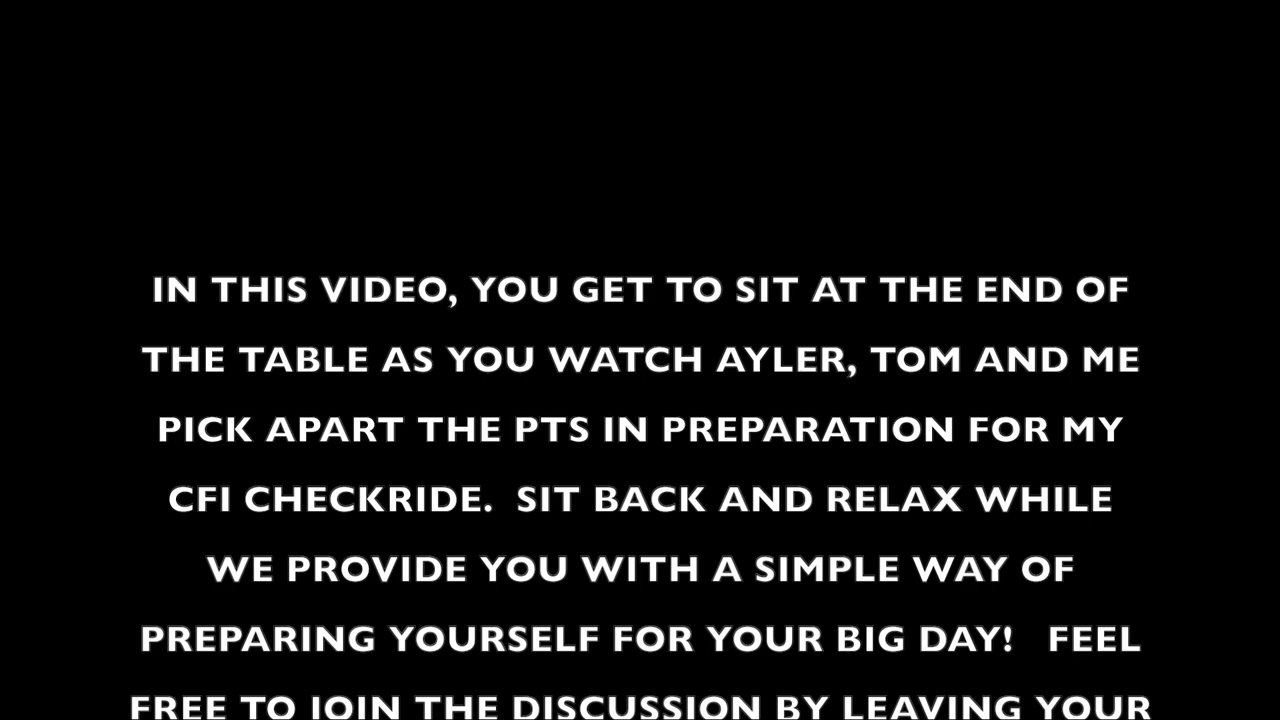 IN THIS VIDEO, YOU GET TO SIT AT THE END OF
THE TABLE AS YOU WATCH AYLER, TOM AND ME
PICK APART THE PTS IN PREPARATION FOR MY
CFI CHECKRIDE.  SIT BACK AND RELAX WHILE
WE PROVIDE YOU WITH A SIMPLE WAY OF
PREPARING YOURSELF FOR YOUR BIG DAY!   FEEL
FREE TO JOIN THE DISCUSSION BY LEAVING YOUR